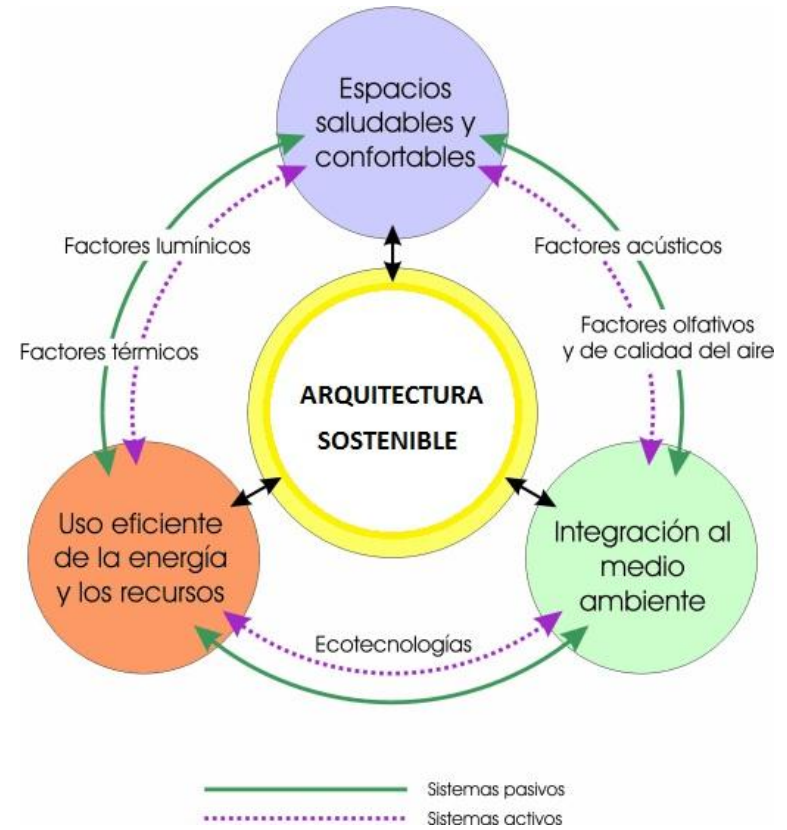 Espacios
saludables y
confortables
Factores lumínicos
Factores acústicos
Factores térmicos
Factores olfativos
y de calidad del aire
ARQUITECTURA
SOSTENIBLE
Uso eficiente
de la energía
y los recursos
Integración al
medio
ambiente
Ecotecnologías
Sistemas pasivos
Sistemas activos